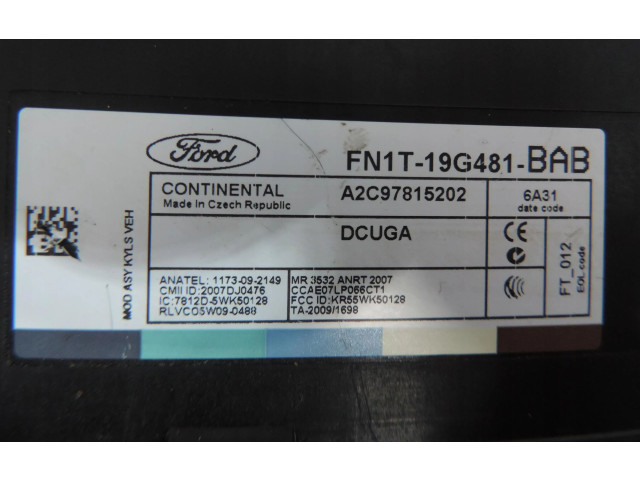 Ford
FN1T-19G481-BAB
CONTINENTAL
Made in Czech Republic
A2C97815202
6A31
date code
DCUGA
CE
FT_012
EOL code
MOD ASY KYLS VEH
ANATEL: 1173-09-2149
CMII ID:2007DJ0476
IC:7812D-5WK50128
RLVCO5W09-0488
MR 3532 ANRT 2007
CCAE07LP066CT1
FCC ID:KR55WK50128
TA-2009/1698